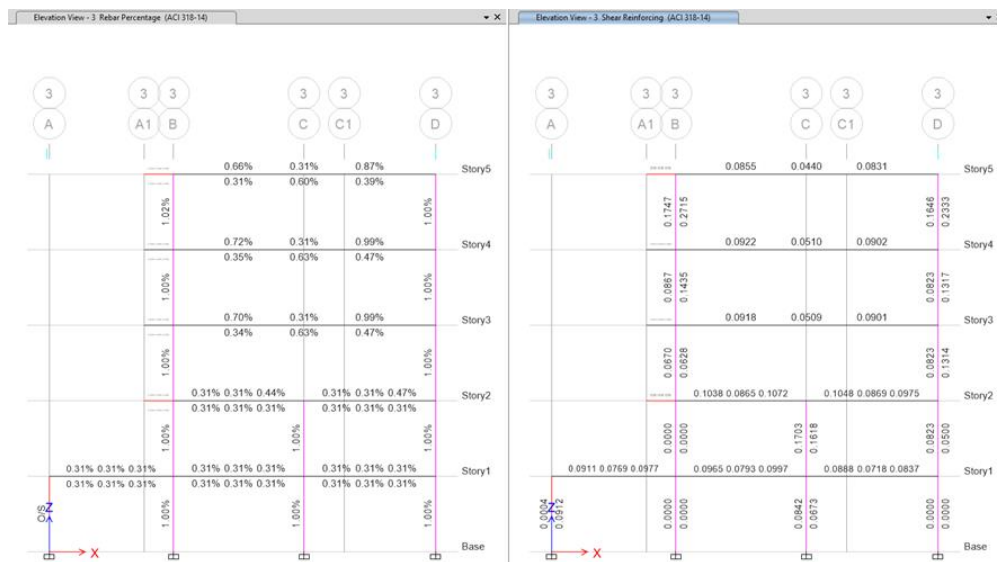 Elevation View - 3 Rebar Percentage (ACI 318-14)
3 3 3 3 3 3
A A1 B C C1 D
0.66% 0.31% 0.87%
Story5
0.31% 0.60% 0.39%
1.02% 1.00%
0.72% 0.31% 0.99%
Story4
0.35% 0.63% 0.47%
1.00% 1.00%
0.70% 0.31% 0.99%
Story3
0.34% 0.63% 0.47%
1.00% 1.00%
0.31% 0.31% 0.44% 0.31% 0.31% 0.47%
Story2
0.31% 0.31% 0.31% 0.31% 0.31% 0.31%
1.00% 1.00% 1.00%
0.31% 0.31% 0.31% 0.31% 0.31% 0.31% 0.31% 0.31% 0.31%
Story1
0.31% 0.31% 0.31% 0.31% 0.31% 0.31% 0.31% 0.31% 0.31%
O/S 1.00% 1.00% 1.00%
Z
X
Base
Elevation View - 3 Shear Reinforcing (ACI 318-14)
3 3 3 3 3 3
A A1 B C C1 D
0.0855 0.0440 0.0831
Story5
0.1747 0.2715 0.1646 0.2333
0.0922 0.0510 0.0902
Story4
0.0867 0.1435 0.0823 0.1317
0.0918 0.0509 0.0901
Story3
0.0670 0.0628 0.0823 0.1314
0.1038 0.0865 0.1072 0.1048 0.0869 0.0975
Story2
0.0000 0.0000 0.1703 0.1618 0.0823 0.0500
0.0911 0.0769 0.0977 0.0965 0.0793 0.0997 0.0888 0.0718 0.0837
Story1
0.0004 0.0912 0.0000 0.0000 0.0842 0.0673 0.0000 0.0000
Z
X
Base